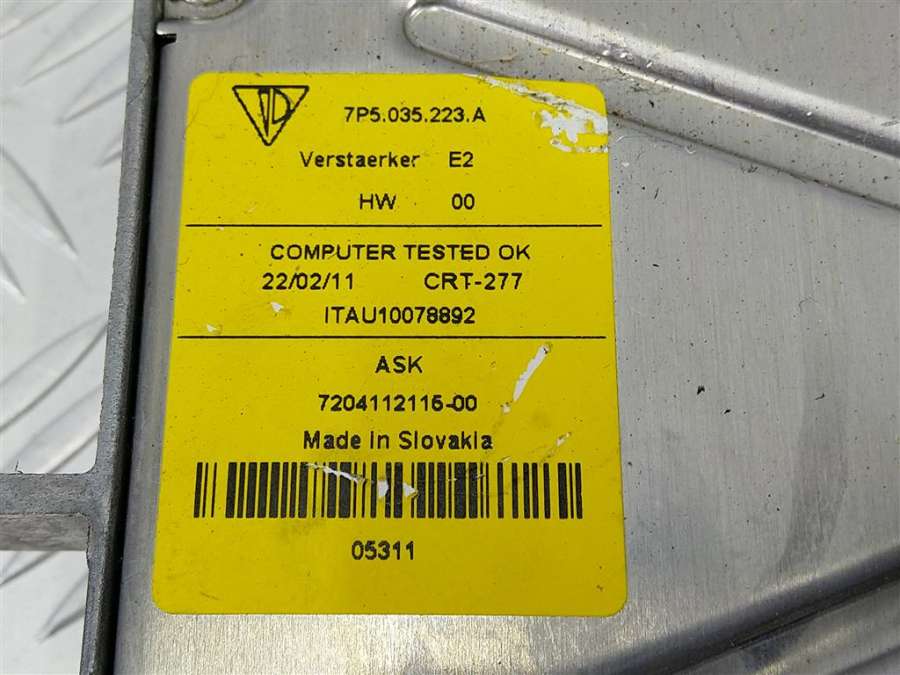 7P5.035.223.A
Verstaerker E2
HW 00
COMPUTER TESTED OK
22/02/11 CRT-277
ITAU10078892
ASK
7204112116-00
Made In Slovakia
05311